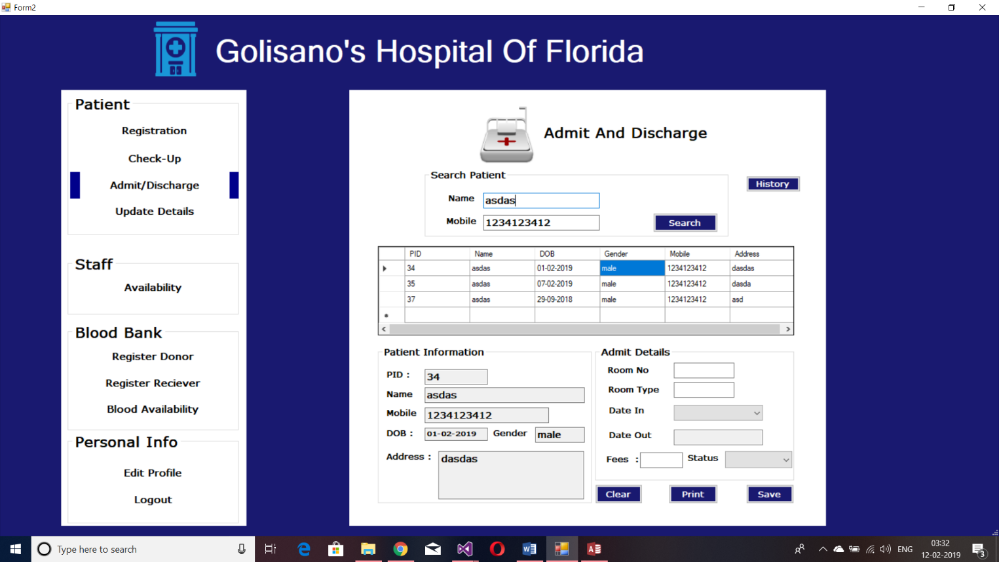 Form2
Golisano's Hospital Of Florida
Patient
Registration
Check-Up
Admit/Discharge
Update Details
Staff
Availability
Blood Bank
Register Donor
Register Reciever
Blood Availability
Personal Info
Edit Profile
Logout
Admit And Discharge
Search Patient
Name asdas
Mobile 1234123412
Search
History
PID Name DOB Gender Mobile Address
34 asdas 01-02-2019 male 1234123412 dasdas
35 asdas 07-02-2019 male 1234123412 dasda
37 asdas 29-09-2018 male 1234123412 asd
Patient Information
PID : 34
Name asdas
Mobile 1234123412
DOB : 01-02-2019 Gender male
Address : dasdas
Admit Details
Room No
Room Type
Date In
Date Out
Fees : Status
Clear Print Save
Type here to search
ENG
03:32
12-02-2019
3